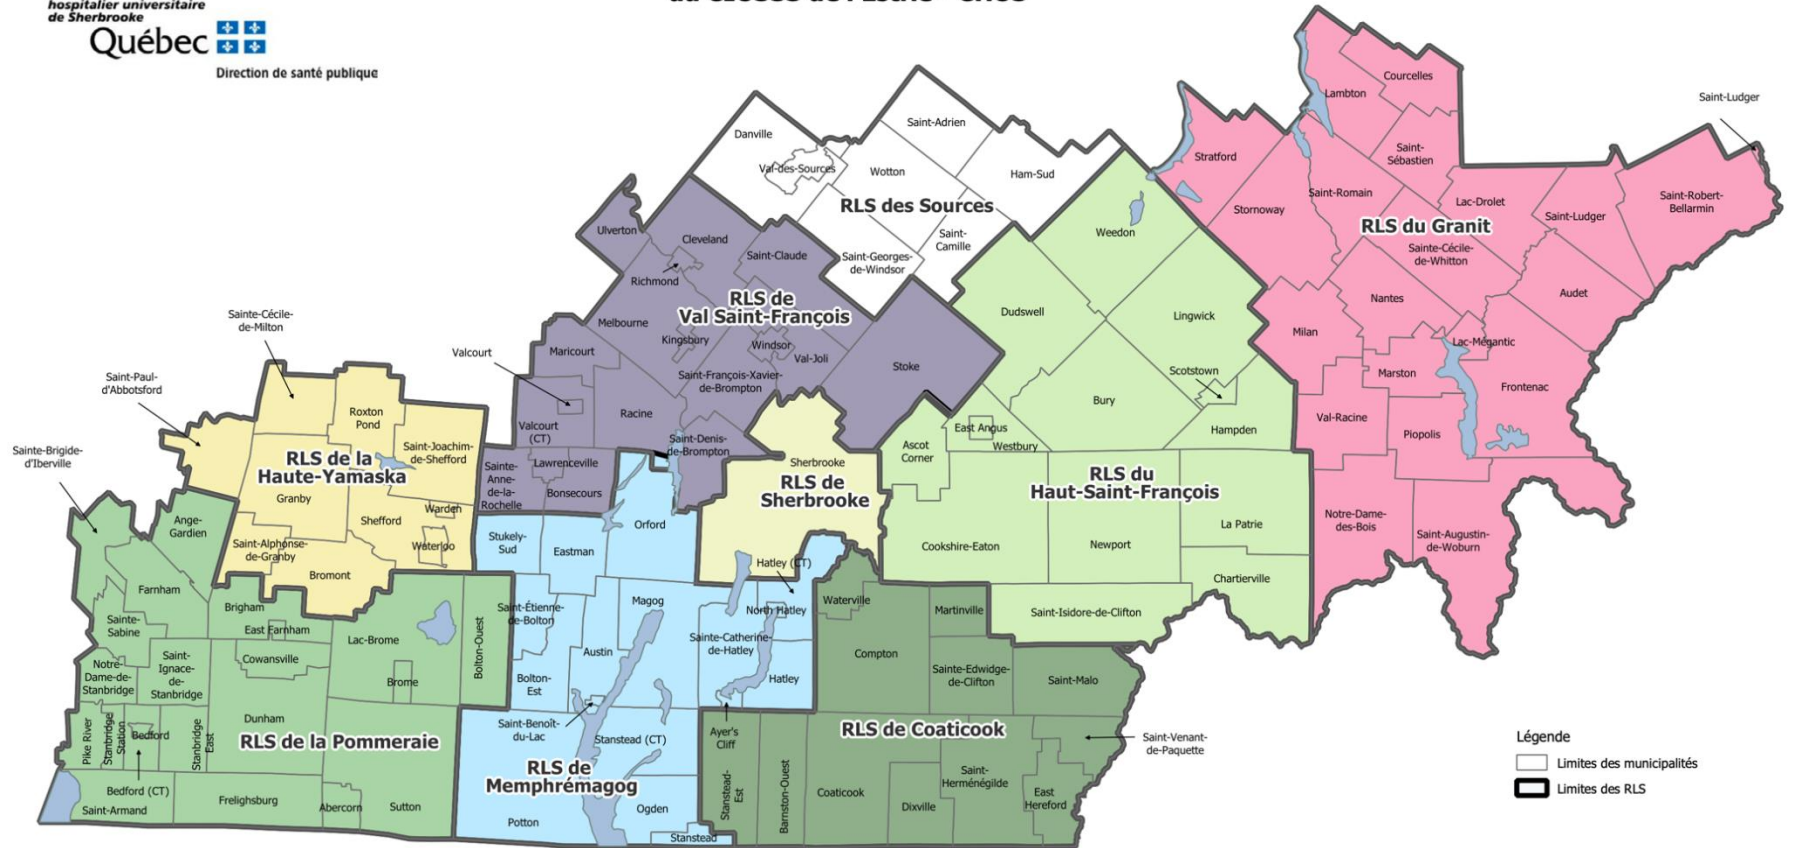 hospitalier universitaire
de Sherbrooke
Québec
Direction de santé publique
Courcelles
Lambton
Saint-Ludger
Saint-Adrien
Danville
Saint-
Sébastien
Stratford
Val-des-Sources
Wotton
Ham-Sud
Saint-Romain
Saint-Robert-
Bellarmin
Lac-Drolet
RLS des Sources
Stornoway
Saint-Ludger
RLS du Granit
Ulverton
Weedon
Cleveland
Saint-
Camille
Saint-Claude
Sainte-Cécile-
de-Whitton
Saint-Georges-
de-Windsor
Richmond
Audet
RLS de
Val Saint-François
Nantes
Dudswell
Lingwick
Sainte-Cécile-
de-Milton
Melbourne
Milan
Kingsbury
Windsor
Lac-Mégantic
Valcourt
Maricourt
Val-Joli
Stoke
Scotstown
Marston
Saint-Paul-
d'Abbotsford
Saint-François-Xavier-
de-Brompton
Frontenac
Bury
Roxton
Pond
Racine
Val-Racine
Valcourt
(CT)
East Angus
Hampden
Piopolis
Sainte-Brigide-
d'Iberville
Saint-Joachim-
de-Shefford
Saint-Denis-
de-Brompton
Ascot
Corner
Westbury
RLS de la
Haute-Yamaska
Sainte-
Anne-
de-la-
Rochelle
Lawrenceville
Sherbrooke
RLS de
Sherbrooke
RLS du
Haut-Saint-François
Bonsecours
Granby
Warden
Shefford
Orford
Ange-
Gardien
La Patrie
Notre-Dame-
des-Bois
Stukely-
Sud
Saint-Alphonse-
de-Granby
Waterloo
Eastman
Cookshire-Eaton
Newport
Saint-Augustin-
de-Woburn
Hatley (CT)
Bromont
Chartierville
Farnham
Brigham
Saint-Étienne-
de-Bolton
Magog
North Hatley
Waterville
Martinville
Saint-Isidore-de-Clifton
Sainte-
Sabine
East Farnham
Lac-Brome
Bolton-Ouest
Sainte-Catherine-
de-Hatley
Austin
Compton
Cowansville
Saint-
Ignace-
de-
Stanbridge
Notre-
Dame-de-
Stanbridge
Brome
Bolton-
Est
Hatley
Sainte-Edwidge-
de-Clifton
Saint-Malo
Dunham
Pike River
Stanbridge
Station
Bedford
Stanbridge
East
RLS de la Pommeraie
Saint-Benoît-
du-Lac
Stanstead (CT)
Ayer's
Cliff
RLS de Coaticook
Saint-Venant-
de-Paquette
Légende
Limites des municipalités
Limites des RLS
RLS de
Memphrémagog
Saint-
Herménégilde
Bedford (CT)
Saint-Armand
Frelighsburg
Abercorn
Sutton
Potton
Ogden
Stanstead-
Est
Barnston-Ouest
Coaticook
Dixville
East
Hereford
Stanstead